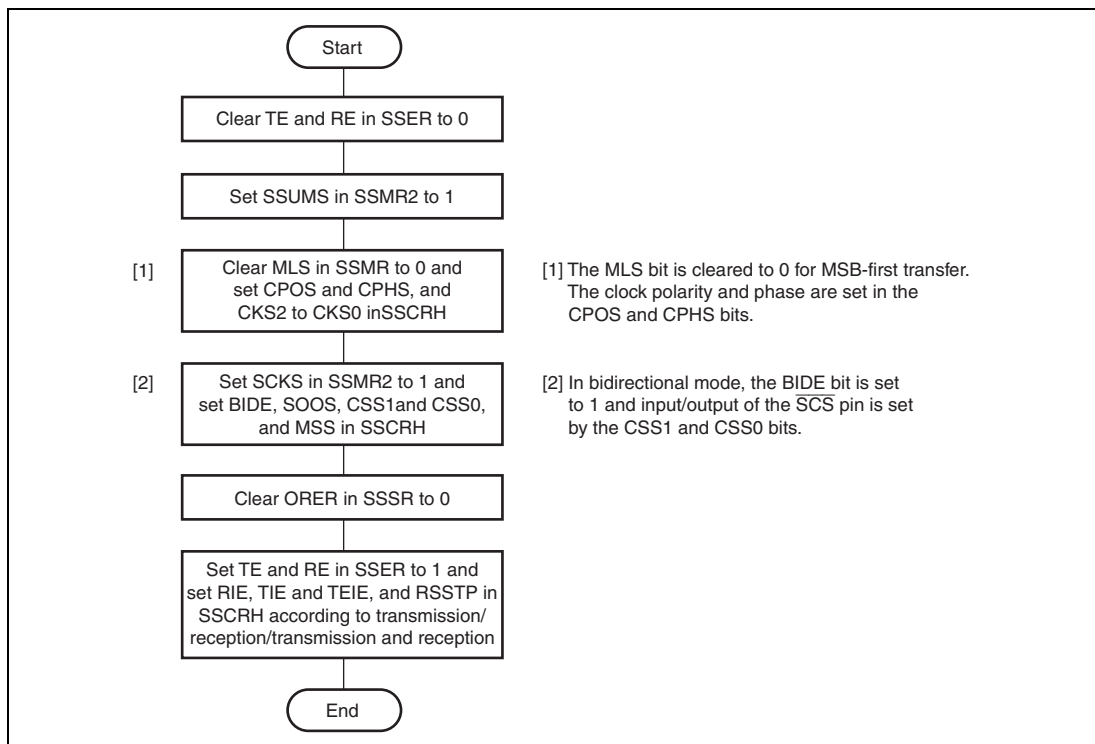 Start
Clear TE and RE in SSER to 0
Set SSUMS in SSMR2 to 1
[1]
Clear MLS in SSMR to 0 and
set CPOS and CPHS, and
CKS2 to CKS0 inSSCRH
[1] The MLS bit is cleared to 0 for MSB-first transfer.
The clock polarity and phase are set in the
CPOS and CPHS bits.
[2]
Set SCKS in SSMR2 to 1 and
set BIDE, SOOS, CSS1and CSS0,
and MSS in SSCRH
[2] In bidirectional mode, the BIDE bit is set
to 1 and input/output of the SCS pin is set
by the CSS1 and CSS0 bits.
Clear ORER in SSSR to 0
Set TE and RE in SSER to 1 and
set RIE, TIE and TEIE, and RSSTP in
SSCRH according to transmission/
reception/transmission and reception
End